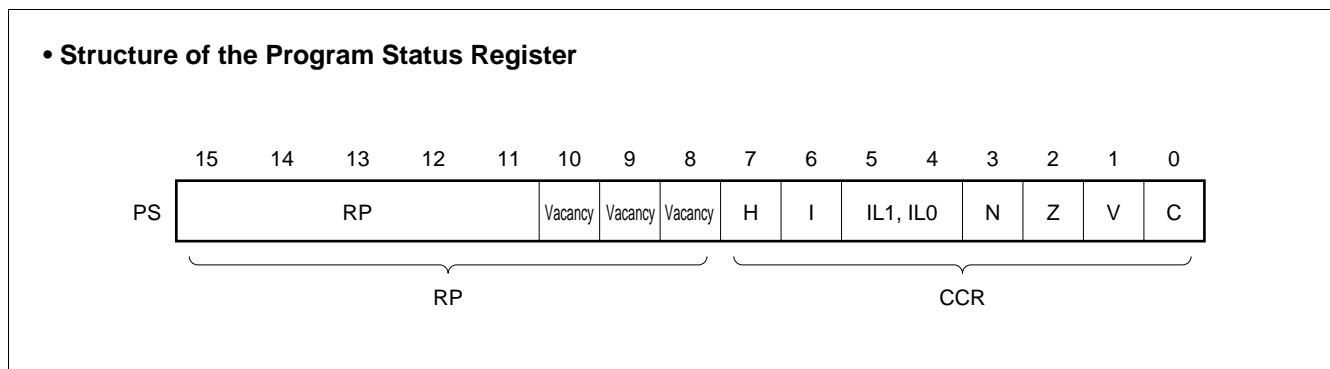 • Structure of the Program Status Register
15 14 13 12 11 10 9 8 7 6 5 4 3 2 1 0
PS RP Vacancy Vacancy Vacancy H I IL1, IL0 N Z V C
RP CCR